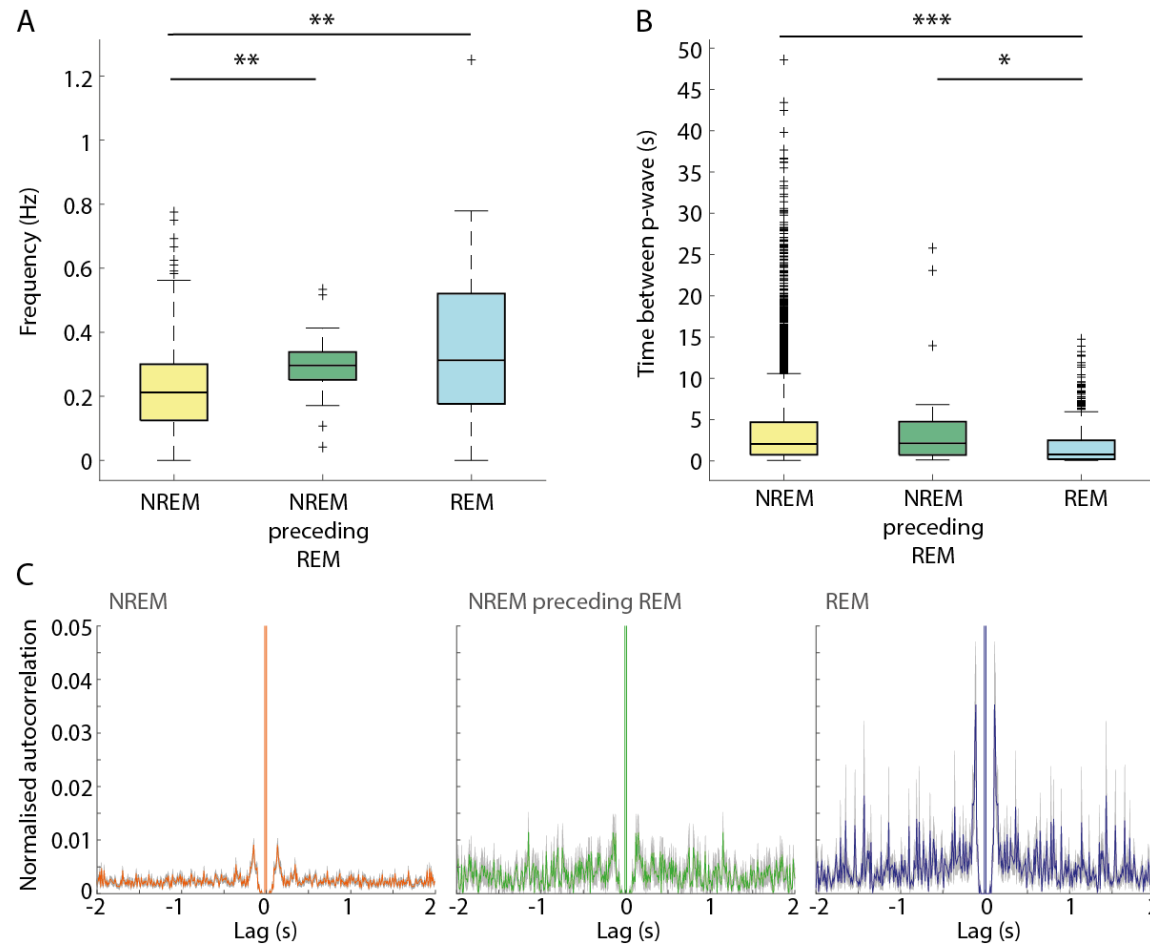 A
**
**
1.2
1
0.8
0.6
0.4
0.2
0
Frequency (Hz)
NREM
NREM
preceding
REM
REM
B
***
*
50
45
40
35
30
25
20
15
10
5
0
Time between p-wave (s)
NREM
NREM
preceding
REM
REM
C
NREM
NREM preceding REM
REM
0.05
0.04
0.03
0.02
0.01
0
Normalised autocorrelation
-2 -1 0 1 2
-2 -1 0 1 2
-2 -1 0 1 2
Lag (s)
Lag (s)
Lag (s)